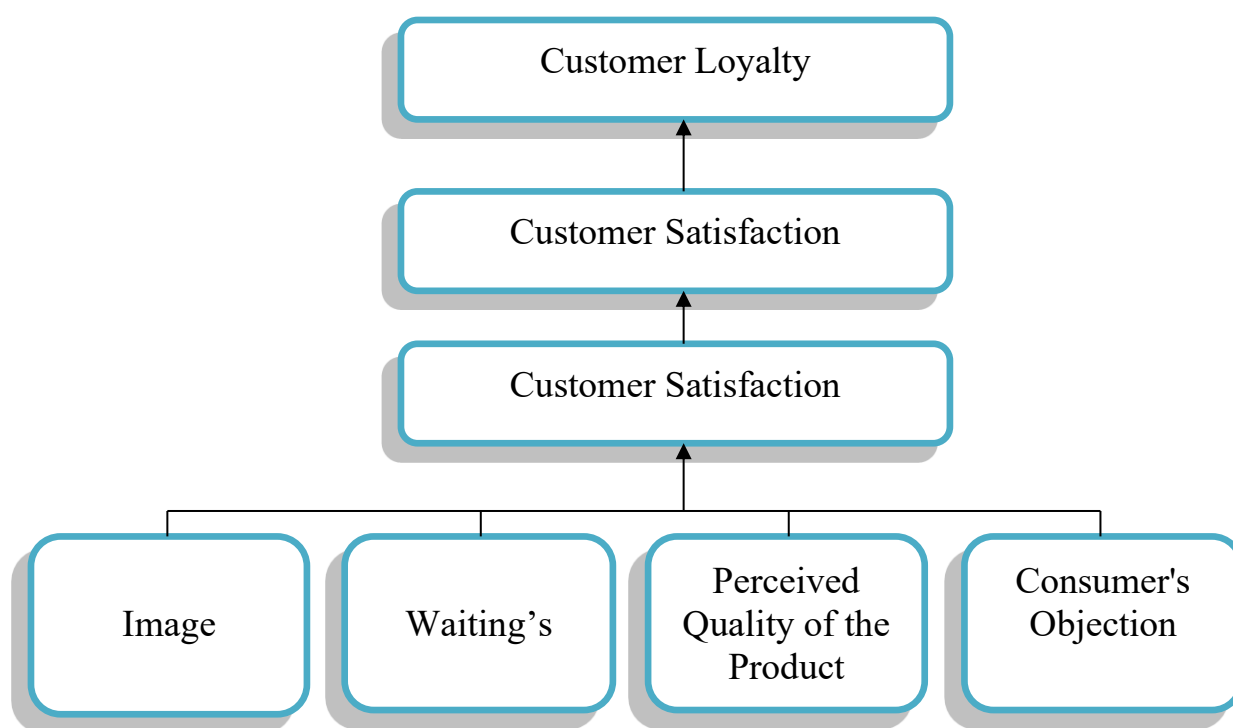 Customer Loyalty
Customer Satisfaction
Customer Satisfaction
Image
Waiting’s
Perceived
Quality of the
Product
Consumer's
Objection